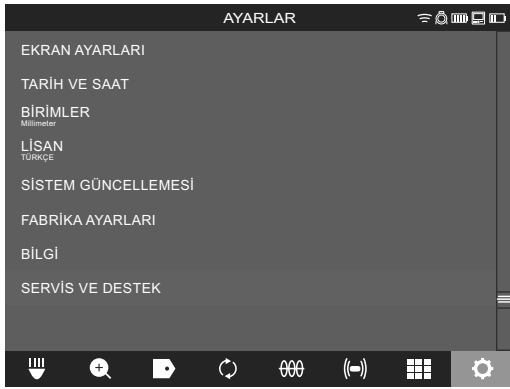 AYARLAR
EKRAN AYARLARI
TARİH VE SAAT
BİRİMLER
Millimeter
LİSAN
TÜRKÇE
SİSTEM GÜNCELLEMESİ
FABRİKA AYARLARI
BİLGİ
SERVİS VE DESTEK